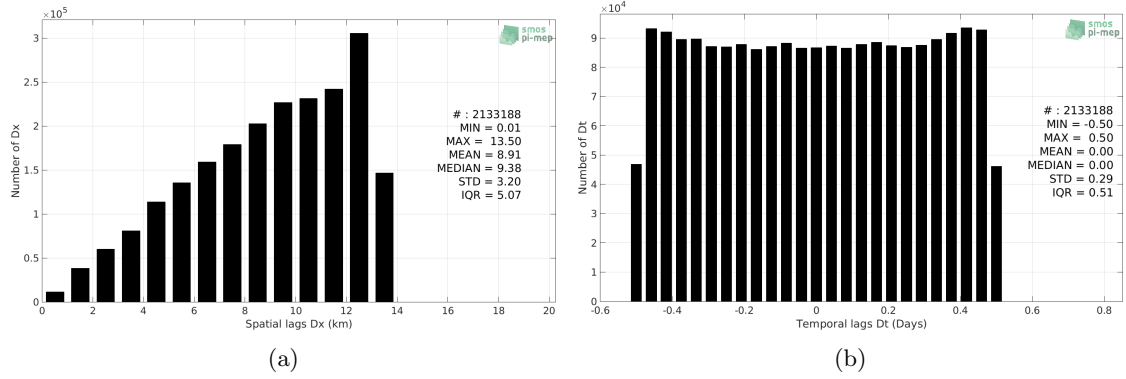 ×10^5
3
2.5
2
1.5
1
0.5
0
Number of Dx
smos
pi-mep
# : 2133188
MIN = 0.01
MAX = 13.50
MEAN = 8.91
MEDIAN = 9.38
STD = 3.20
IQR = 5.07
0 2 4 6 8 10 12 14 16 18 20
Spatial lags Dx (km)
(a)
×10^4
9
8
7
6
5
4
3
2
1
0
Number of Dt
smos
pi-mep
# : 2133188
MIN = -0.50
MAX = 0.50
MEAN = 0.00
MEDIAN = 0.00
STD = 0.29
IQR = 0.51
-0.6 -0.4 -0.2 0 0.2 0.4 0.6 0.8
Temporal lags Dt (Days)
(b)